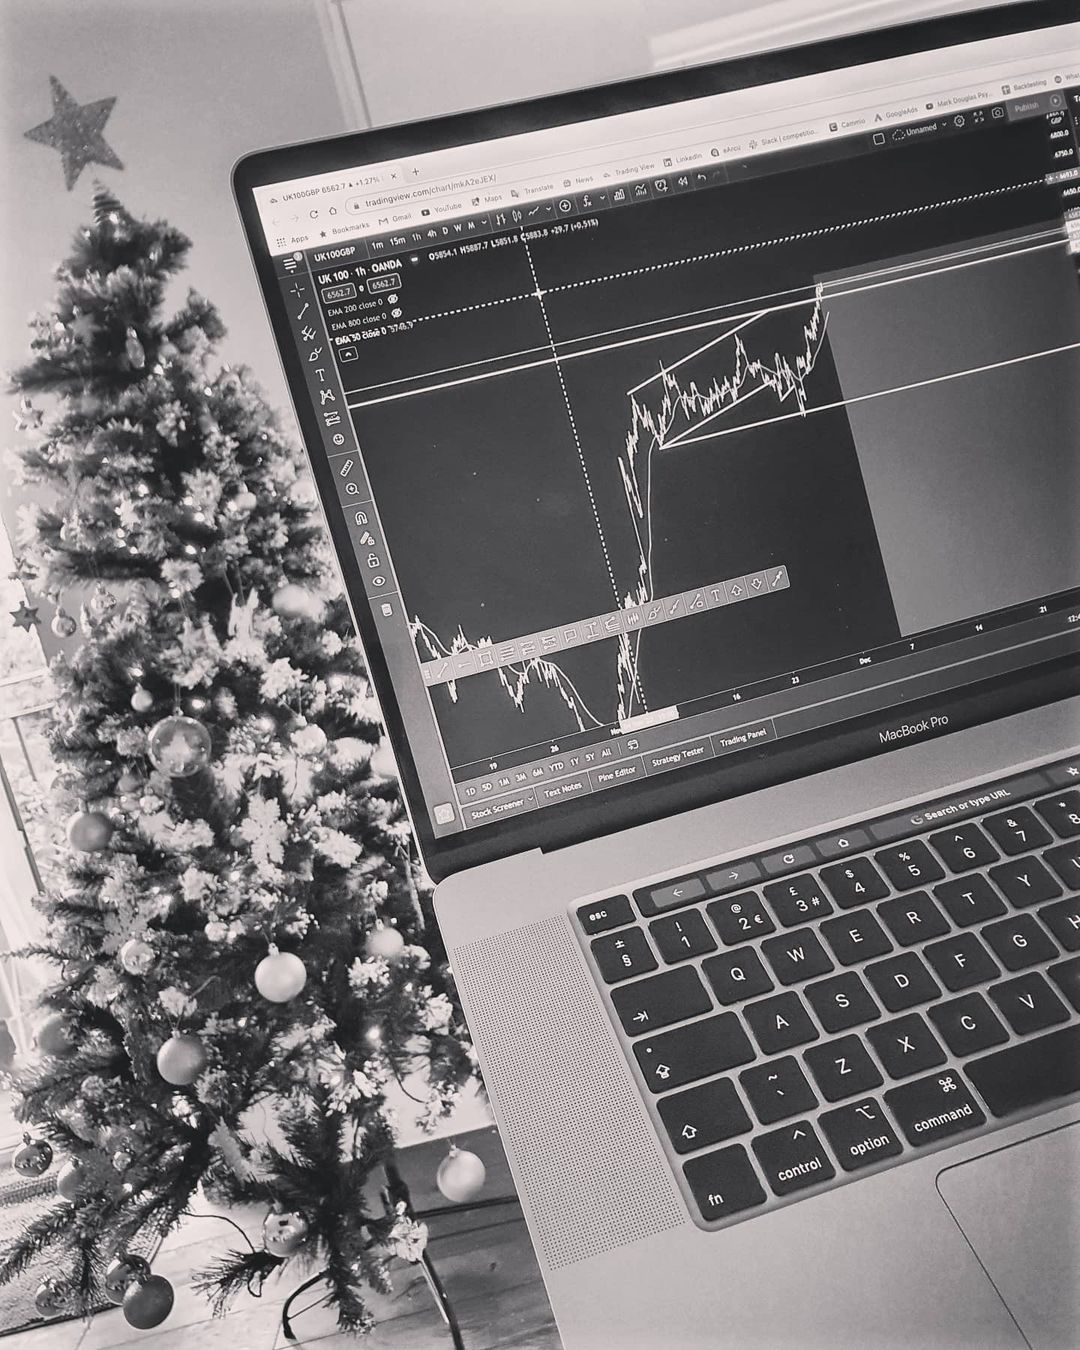 UK100GBP 6562.7 ▲ +1.27%
tradingview.com/chart/mkA2eJEX/
Apps Bookmarks Gmail YouTube Maps Translate News Trading View LinkedIn eArcu Slack | competitio... Cammio GoogleAds Mark Douglas Psy... Backtesting
UK100GBP 1m 15m 1h 4h D W M
Unnamed Publish
UK 100 · 1h · OANDA O5854.1 H5887.7 L5851.8 C5883.8 +29.7 (+0.51%)
6562.7 0 6562.7
EMA 200 close 0
EMA 800 close 0
EMA 50 close 0
GBP
6800.0
6750.0
19 26 16 23 Dec 7 14 21
1D 5D 1M 3M 6M YTD 1Y 5Y All
Stock Screener Text Notes Pine Editor Strategy Tester Trading Panel
MacBook Pro
Search or type URL
esc
± § ! 1 @ 2 € £ 3 # $ 4 % 5 ^ 6 & 7 * 8
Q W E R T Y U
A S D F G H
~ ` Z X C V
fn control option command